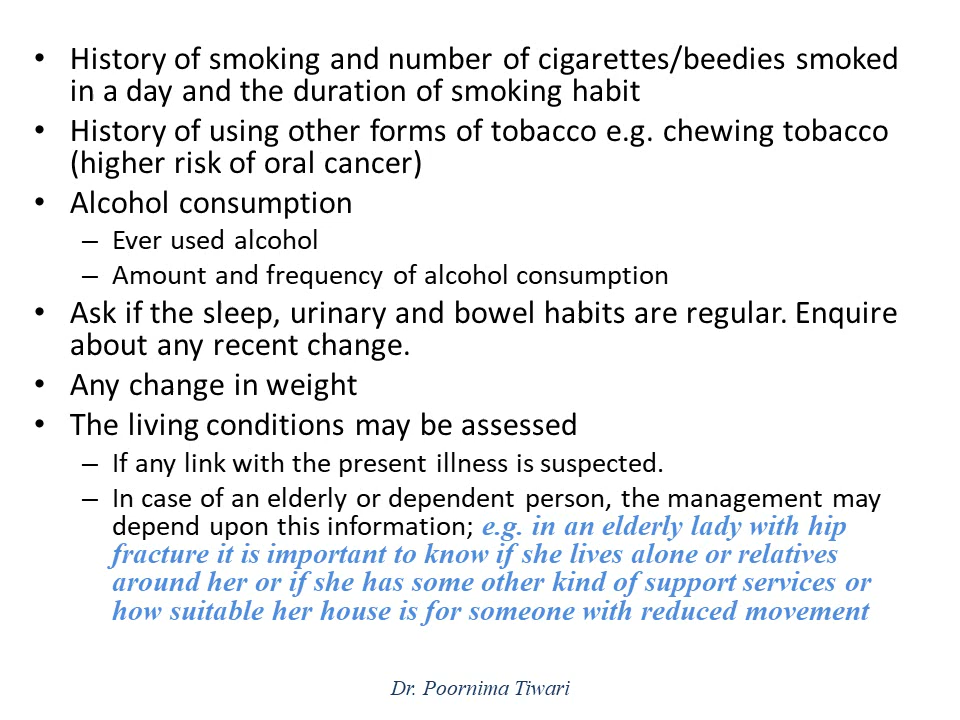 • History of smoking and number of cigarettes/beedies smoked
in a day and the duration of smoking habit
• History of using other forms of tobacco e.g. chewing tobacco
(higher risk of oral cancer)
• Alcohol consumption
– Ever used alcohol
– Amount and frequency of alcohol consumption
• Ask if the sleep, urinary and bowel habits are regular. Enquire
about any recent change.
• Any change in weight
• The living conditions may be assessed
– If any link with the present illness is suspected.
– In case of an elderly or dependent person, the management may
depend upon this information; e.g. in an elderly lady with hip
fracture it is important to know if she lives alone or relatives
around her or if she has some other kind of support services or
how suitable her house is for someone with reduced movement
Dr. Poornima Tiwari